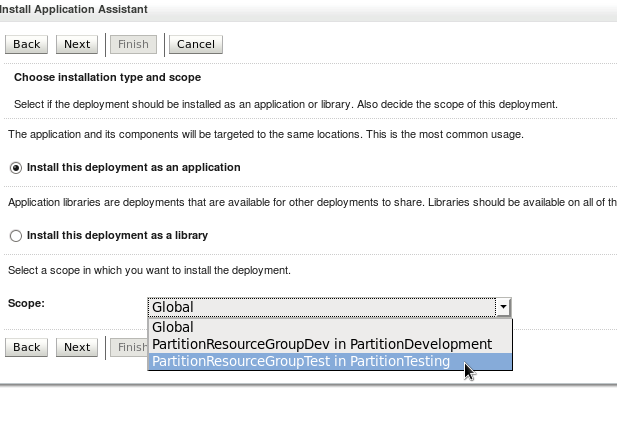 Install Application Assistant
Back Next Finish Cancel
Choose installation type and scope
Select if the deployment should be installed as an application or library. Also decide the scope of this deployment.
The application and its components will be targeted to the same locations. This is the most common usage.
Install this deployment as an application
Application libraries are deployments that are available for other deployments to share. Libraries should be available on all of th
Install this deployment as a library
Select a scope in which you want to install the deployment.
Scope: Global
Global
PartitionResourceGroupDev in PartitionDevelopment
Back Next Finish
PartitionResourceGroupTest in PartitionTesting